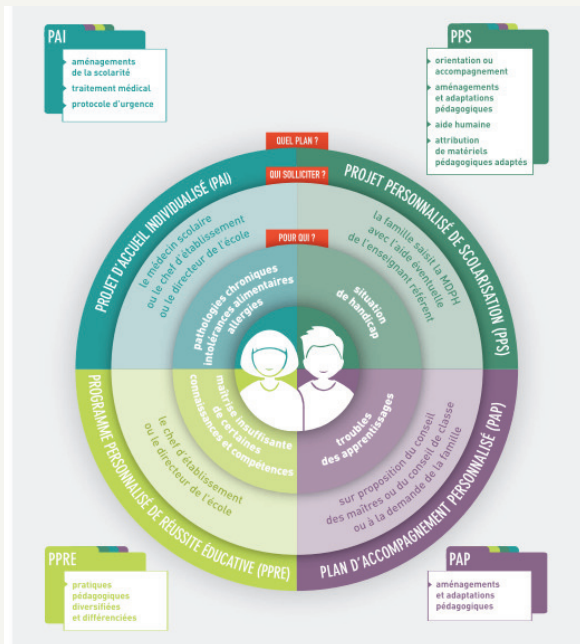 PAI
aménagements
de la scolarité
traitement médical
protocole d'urgence
PPS
orientation ou
accompagnement
aménagements
et adaptations
pédagogiques
aide humaine
attribution
de matériels
pédagogiques adaptés
QUEL PLAN ?
QUI SOLLICITER ?
POUR QUI ?
PROJET D'ACCUEIL INDIVIDUALISÉ (PAI)
le médecin scolaire
ou le chef d'établissement
ou le directeur de l'école
pathologies chroniques
intolérances alimentaires
allergies
PROJET PERSONNALISÉ DE SCOLARISATION (PPS)
la famille saisit la MDPH
avec l'aide éventuelle
de l'enseignant référent
situation
de handicap
PROGRAMME PERSONNALISÉ DE RÉUSSITE ÉDUCATIVE (PPRE)
le chef d'établissement
ou le directeur de l'école
maîtrise insuffisante
de certaines
connaissances et compétences
PLAN D'ACCOMPAGNEMENT PERSONNALISÉ (PAP)
sur proposition du conseil
des maîtres ou du conseil de classe
ou à la demande de la famille
troubles
des apprentissages
PPRE
pratiques
pédagogiques
diversifiées
et différenciées
PAP
aménagements
et adaptations
pédagogiques